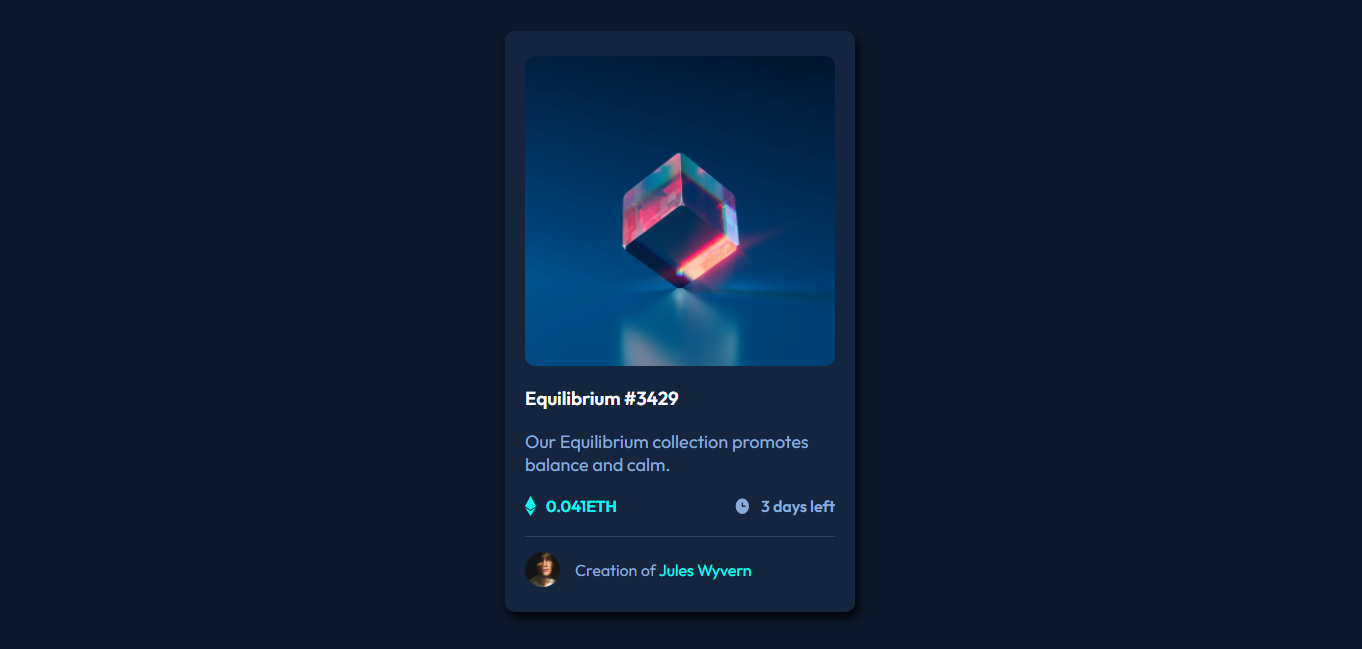 Equilibrium #3429
Our Equilibrium collection promotes
balance and calm.
0.041ETH
3 days left
Creation of Jules Wyvern